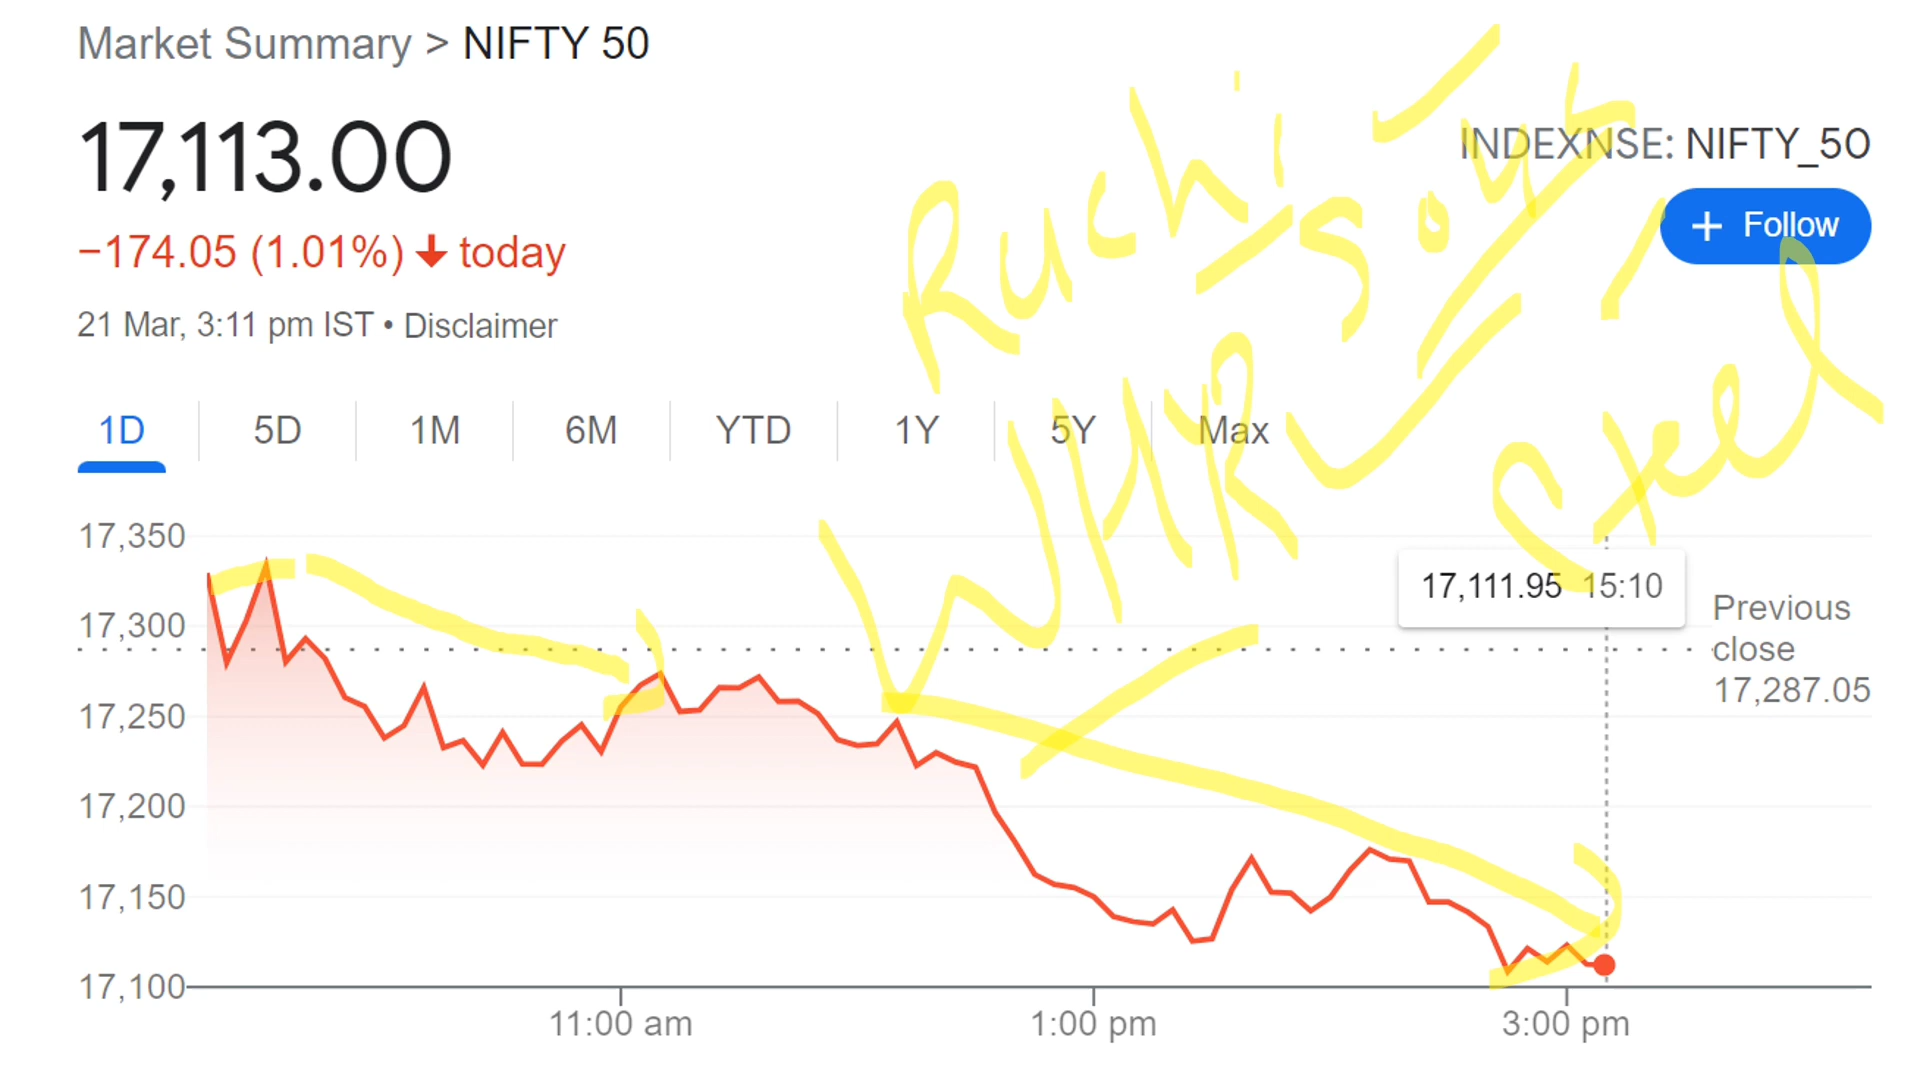 Market Summary > NIFTY 50
17,113.00
−174.05 (1.01%) ↓ today
21 Mar, 3:11 pm IST • Disclaimer
INDEXNSE: NIFTY_50
+ Follow
Ruchi Soya
WHR
Exel
1D 5D 1M 6M YTD 1Y 5Y Max
17,350
17,300
17,250
17,200
17,150
17,100
17,111.95 15:10
Previous
close
17,287.05
11:00 am 1:00 pm 3:00 pm